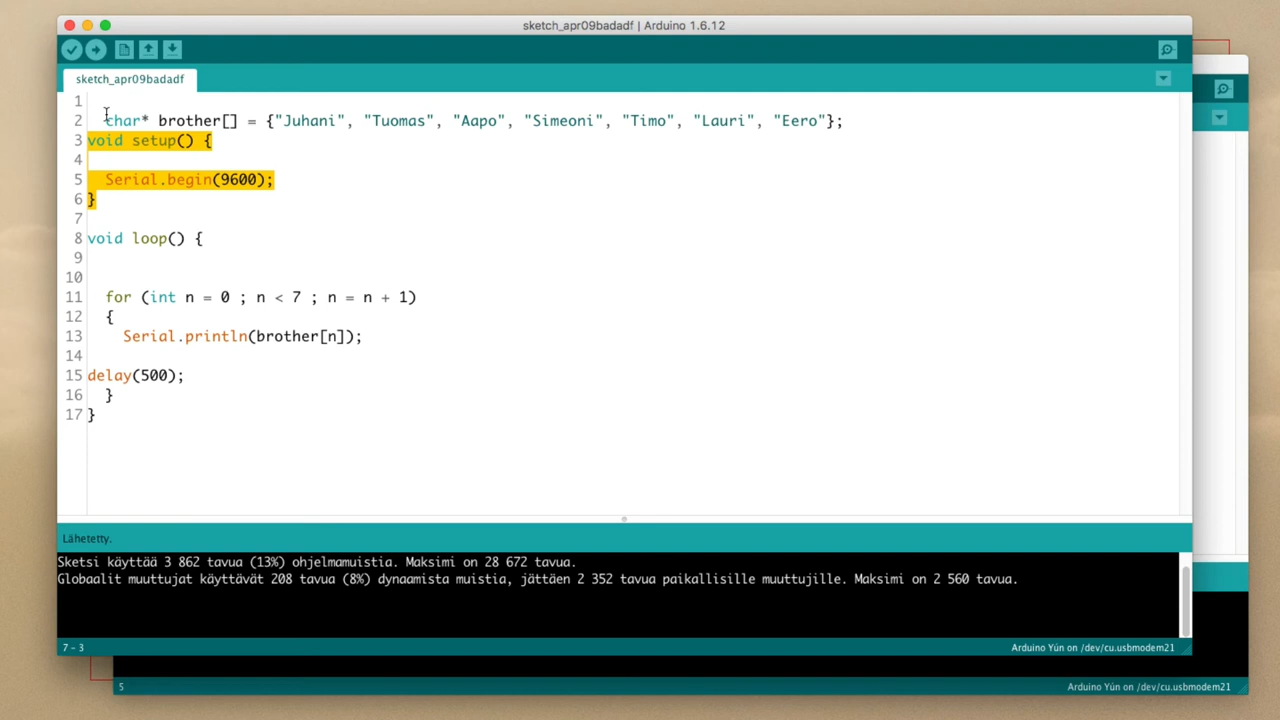 sketch_apr09badadf | Arduino 1.6.12
sketch_apr09badadf
1
2 char* brother[] = {"Juhani", "Tuomas", "Aapo", "Simeoni", "Timo", "Lauri", "Eero"};
3 void setup() {
4
5 Serial.begin(9600);
6 }
7
8 void loop() {
9
10
11 for (int n = 0 ; n < 7 ; n = n + 1)
12 {
13 Serial.println(brother[n]);
14
15 delay(500);
16 }
17 }
Lähetetty.
Sketsi käyttää 3 862 tavua (13%) ohjelmamuistia. Maksimi on 28 672 tavua.
Globaalit muuttujat käyttävät 208 tavua (8%) dynaamista muistia, jättäen 2 352 tavua paikallisille muuttujille. Maksimi on 2 560 tavua.
7 - 3 Arduino Yún on /dev/cu.usbmodem21
5 Arduino Yún on /dev/cu.usbmodem21